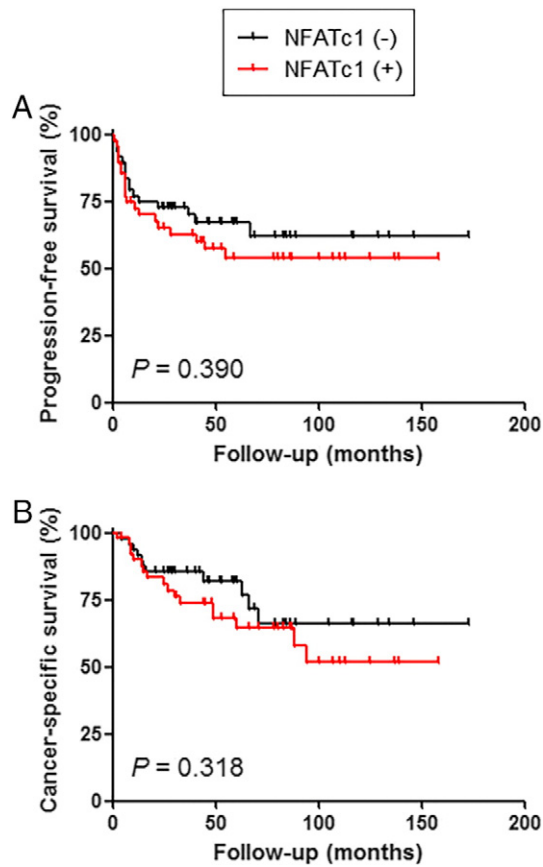 NFATc1 (-)
NFATc1 (+)
A
Progression-free survival (%)
100
75
50
25
0
P = 0.390
0 50 100 150 200
Follow-up (months)
B
Cancer-specific survival (%)
100
75
50
25
0
P = 0.318
0 50 100 150 200
Follow-up (months)